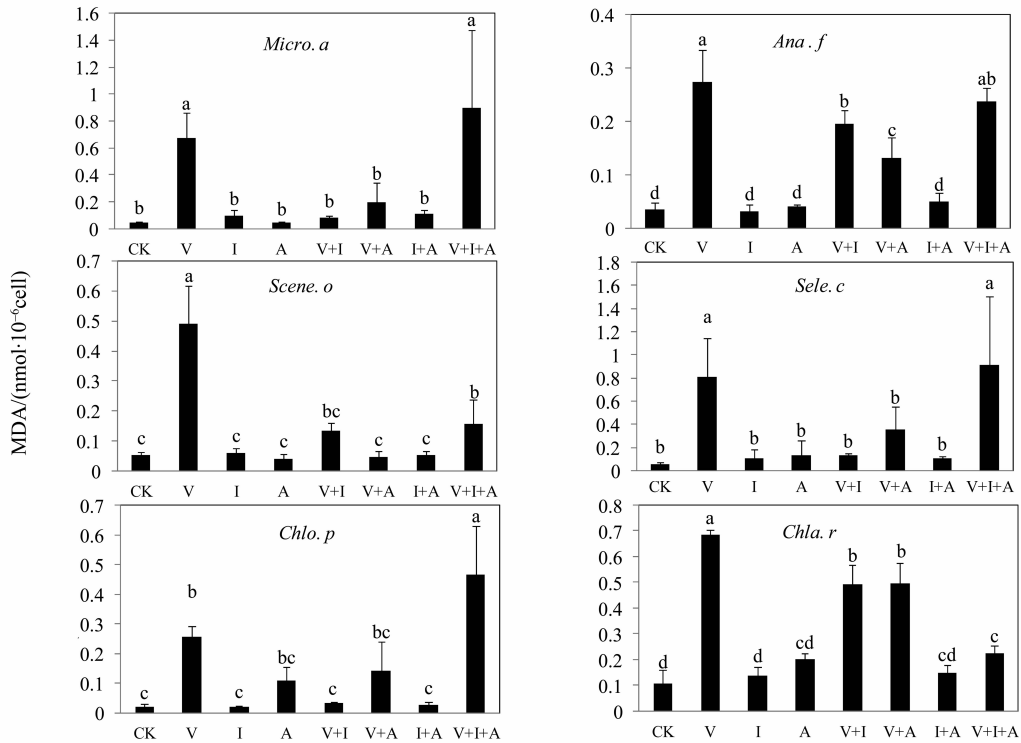 MDA/(nmol·10⁻⁶cell)
Micro. a
1.6
1.4
1.2
1
0.8
0.6
0.4
0.2
0
b a b b b b b a
CK V I A V+I V+A I+A V+I+A
Ana . f
0.4
0.3
0.2
0.1
0
d a d d b c d ab
CK V I A V+I V+A I+A V+I+A
Scene. o
0.7
0.6
0.5
0.4
0.3
0.2
0.1
0
c a c c bc c c b
CK V I A V+I V+A I+A V+I+A
Sele. c
1.8
1.6
1.4
1.2
1
0.8
0.6
0.4
0.2
0
b a b b b b b a
CK V I A V+I V+A I+A V+I+A
Chlo. p
0.7
0.6
0.5
0.4
0.3
0.2
0.1
0
c b c bc c bc c a
CK V I A V+I V+A I+A V+I+A
Chla. r
0.8
0.7
0.6
0.5
0.4
0.3
0.2
0.1
0
d a d cd b b cd c
CK V I A V+I V+A I+A V+I+A